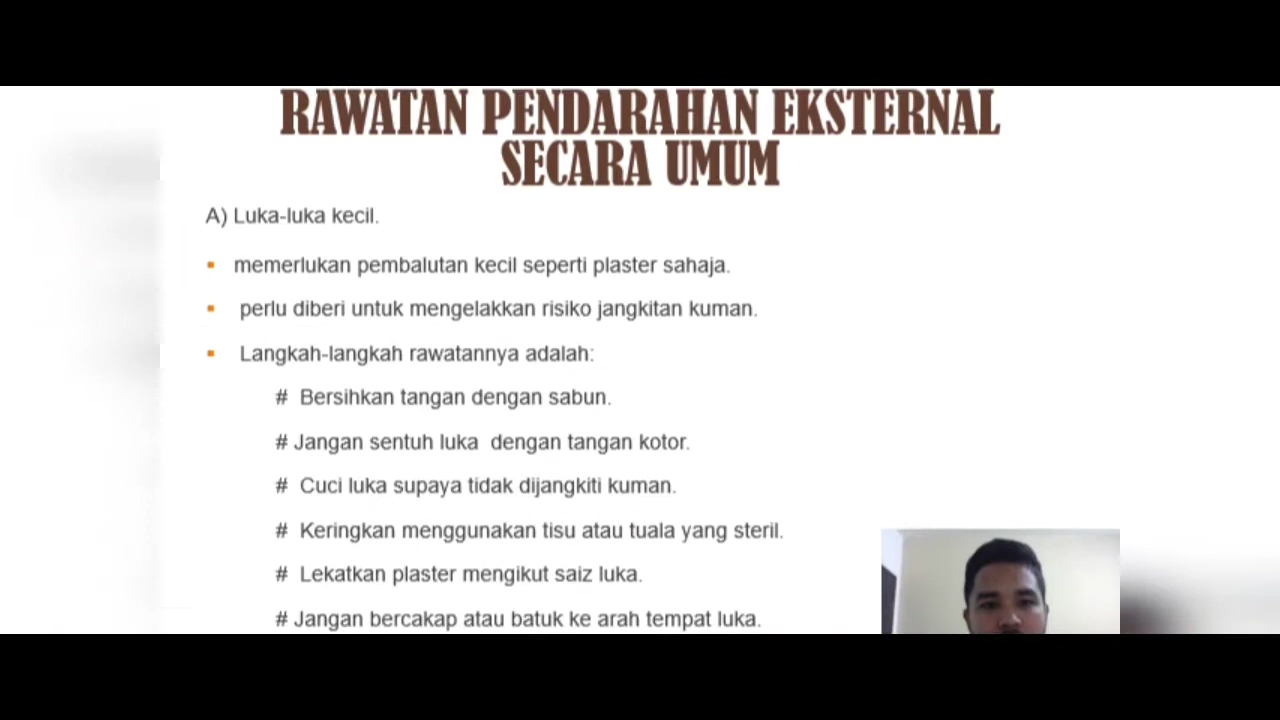 RAWATAN PENDARAHAN EKSTERNAL
SECARA UMUM
A) Luka-luka kecil.
▪ memerlukan pembalutan kecil seperti plaster sahaja.
▪ perlu diberi untuk mengelakkan risiko jangkitan kuman.
▪ Langkah-langkah rawatannya adalah:
# Bersihkan tangan dengan sabun.
# Jangan sentuh luka dengan tangan kotor.
# Cuci luka supaya tidak dijangkiti kuman.
# Keringkan menggunakan tisu atau tuala yang steril.
# Lekatkan plaster mengikut saiz luka.
# Jangan bercakap atau batuk ke arah tempat luka.